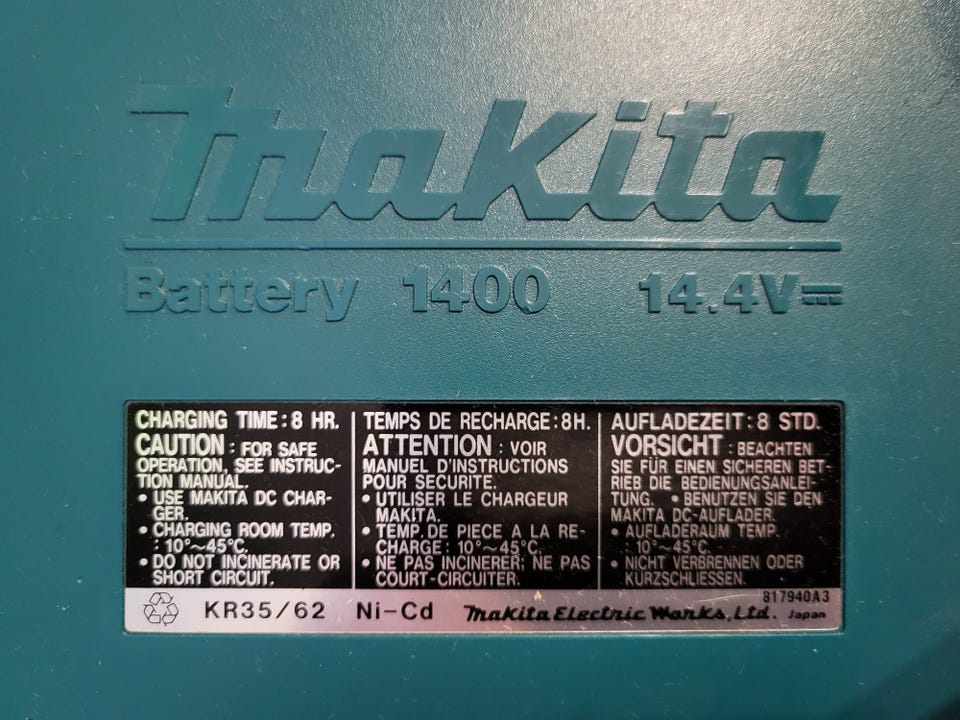 makita
Battery 1400 14.4V⎓
CHARGING TIME: 8 HR.
CAUTION : FOR SAFE
OPERATION, SEE INSTRUC-
TION MANUAL.
• USE MAKITA DC CHAR-
GER.
• CHARGING ROOM TEMP.
: 10°~45°C.
• DO NOT INCINERATE OR
SHORT CIRCUIT.
TEMPS DE RECHARGE: 8H.
ATTENTION : VOIR
MANUEL D'INSTRUCTIONS
POUR SECURITE.
• UTILISER LE CHARGEUR
MAKITA.
• TEMP. DE PIECE A LA RE-
CHARGE: 10°~45°C.
• NE PAS INCINERER; NE PAS
COURT-CIRCUITER.
AUFLADEZEIT: 8 STD.
VORSICHT : BEACHTEN
SIE FÜR EINEN SICHEREN BET-
RIEB DIE BEDIENUNGSANLEI-
TUNG. • BENUTZEN SIE DEN
MAKITA DC-AUFLADER.
• AUFLADERAUM TEMP.
: 10°~45°C.
• NICHT VERBRENNEN ODER
KURZSCHLIESSEN.
817940A3
KR35/62 Ni-Cd Makita Electric Works, Ltd. Japan